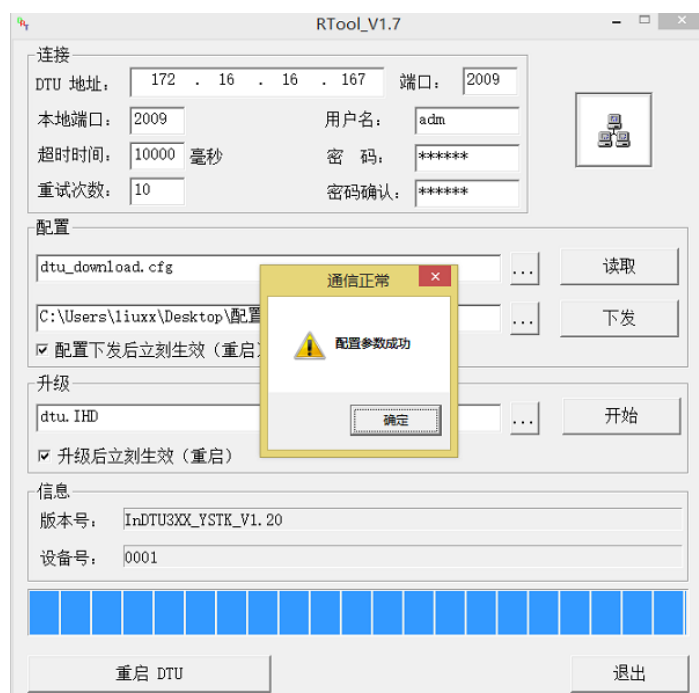 RTool_V1.7
连接
DTU 地址： 172 . 16 . 16 . 167 端口： 2009
本地端口： 2009 用户名： adm
超时时间： 10000 毫秒 密 码： ******
重试次数： 10 密码确认： ******
配置
dtu_download.cfg ... 读取
C:\Users\liuxx\Desktop\配置 ... 下发
配置下发后立刻生效（重启）
通信正常
配置参数成功
确定
升级
dtu.IHD ... 开始
升级后立刻生效（重启）
信息
版本号： InDTU3XX_YSTK_V1.20
设备号： 0001
重启 DTU 退出